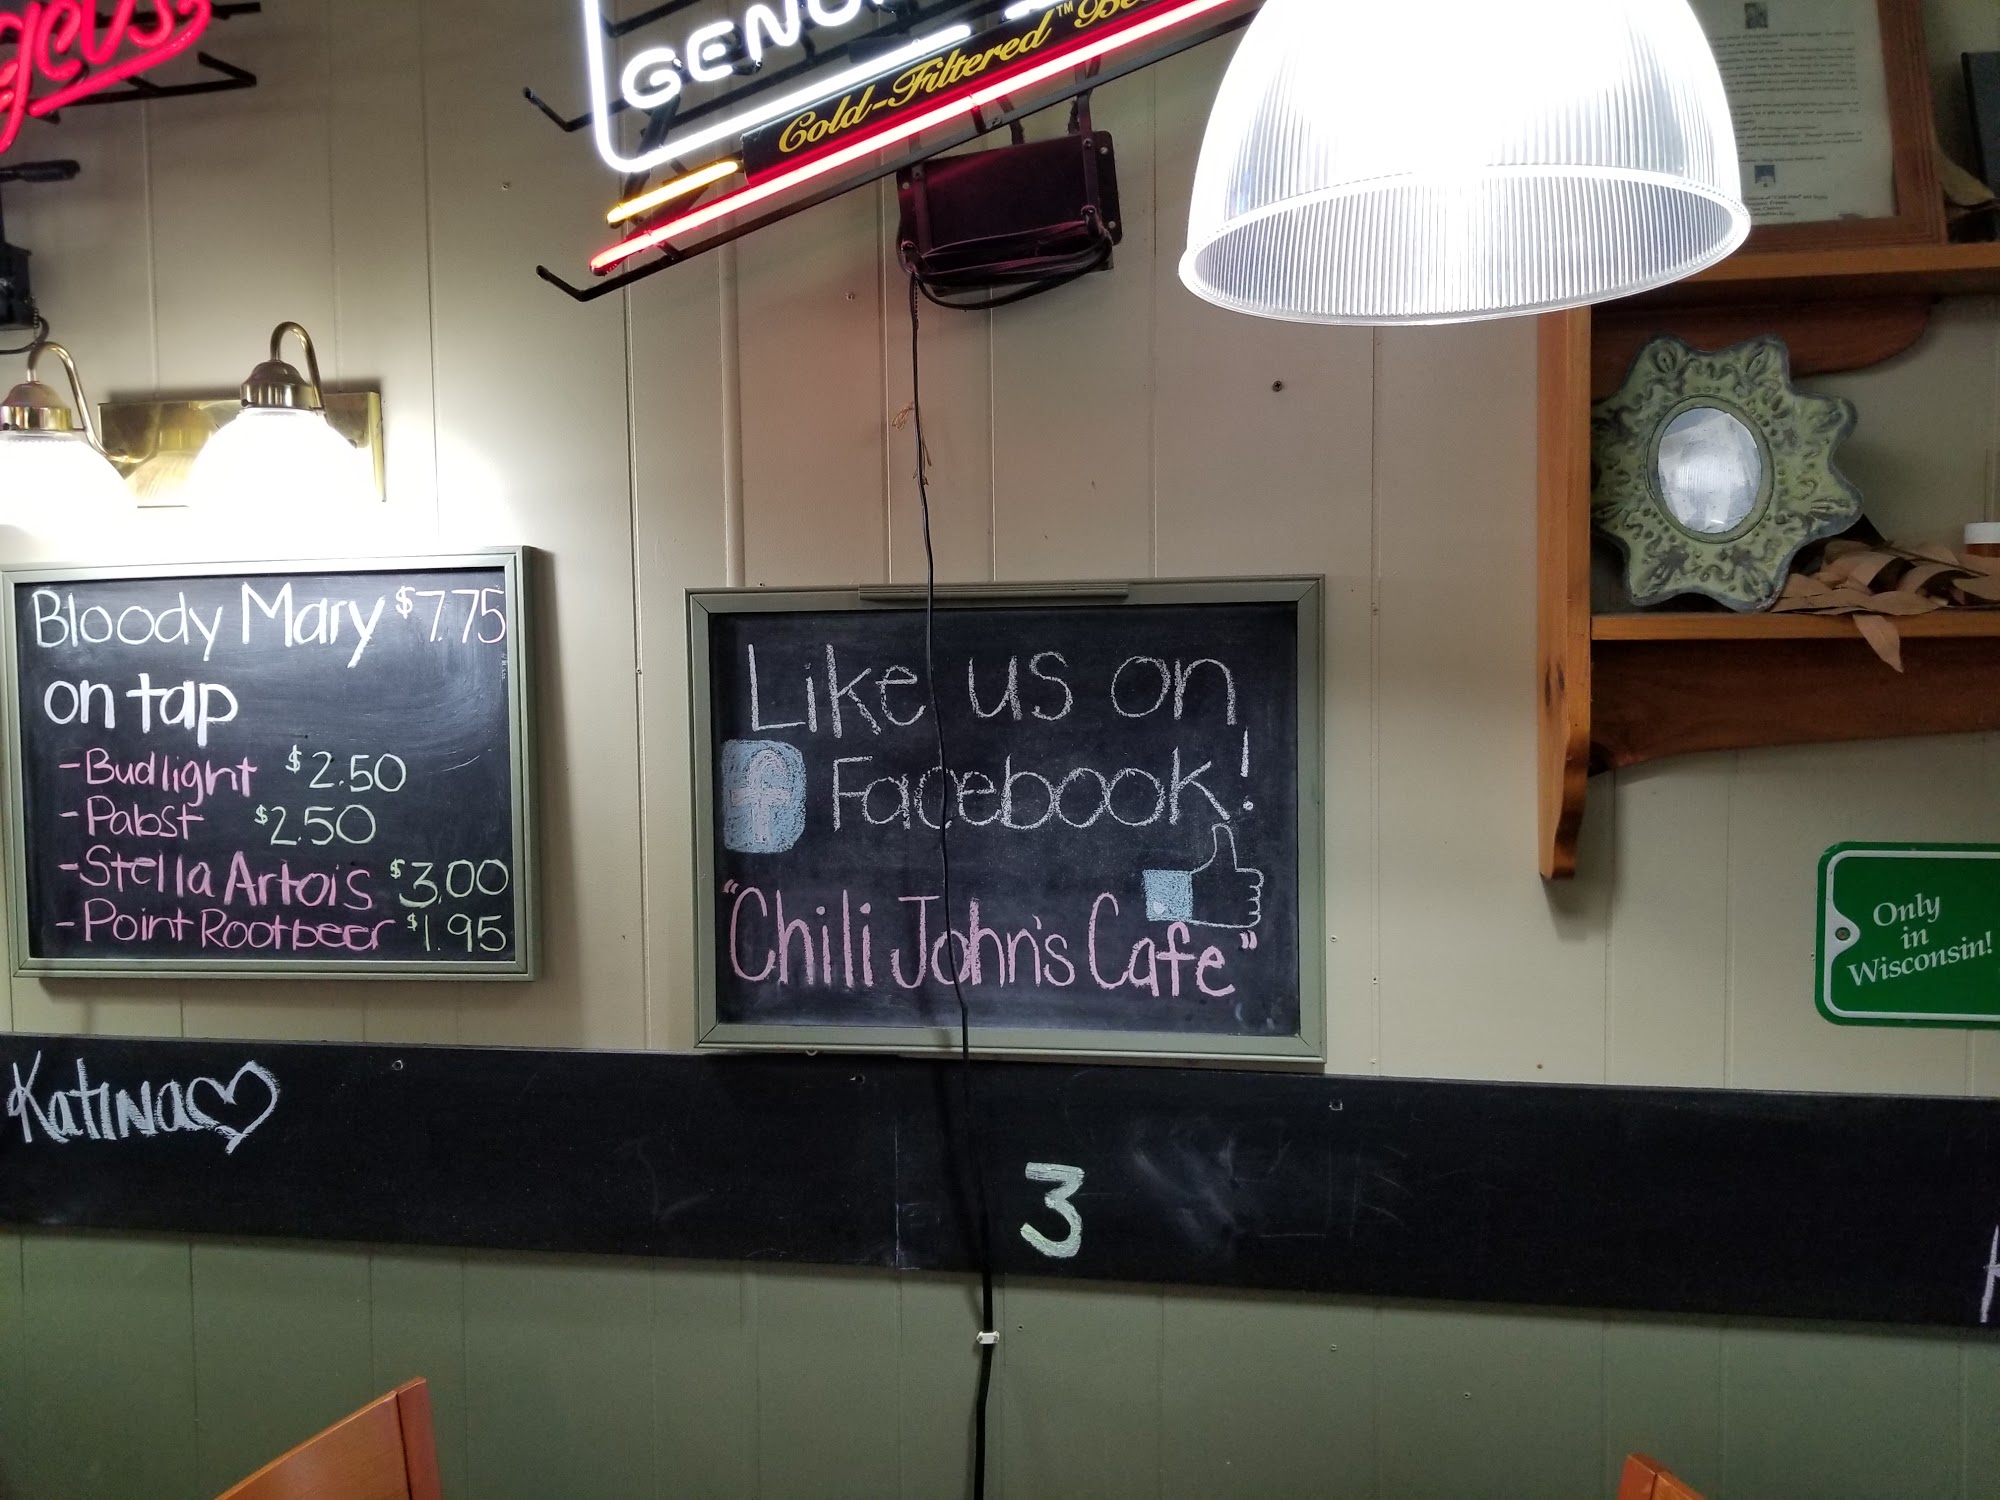 GENU
Cold-Filtered™ Be
Bloody Mary $7.75
on tap
- Budlight $2.50
- Pabst $2.50
- Stella Artois $3.00
- Point Rootbeer $1.95
Like us on
Facebook!
f
"Chili John's Cafe"
Only
in
Wisconsin!
Katina
3